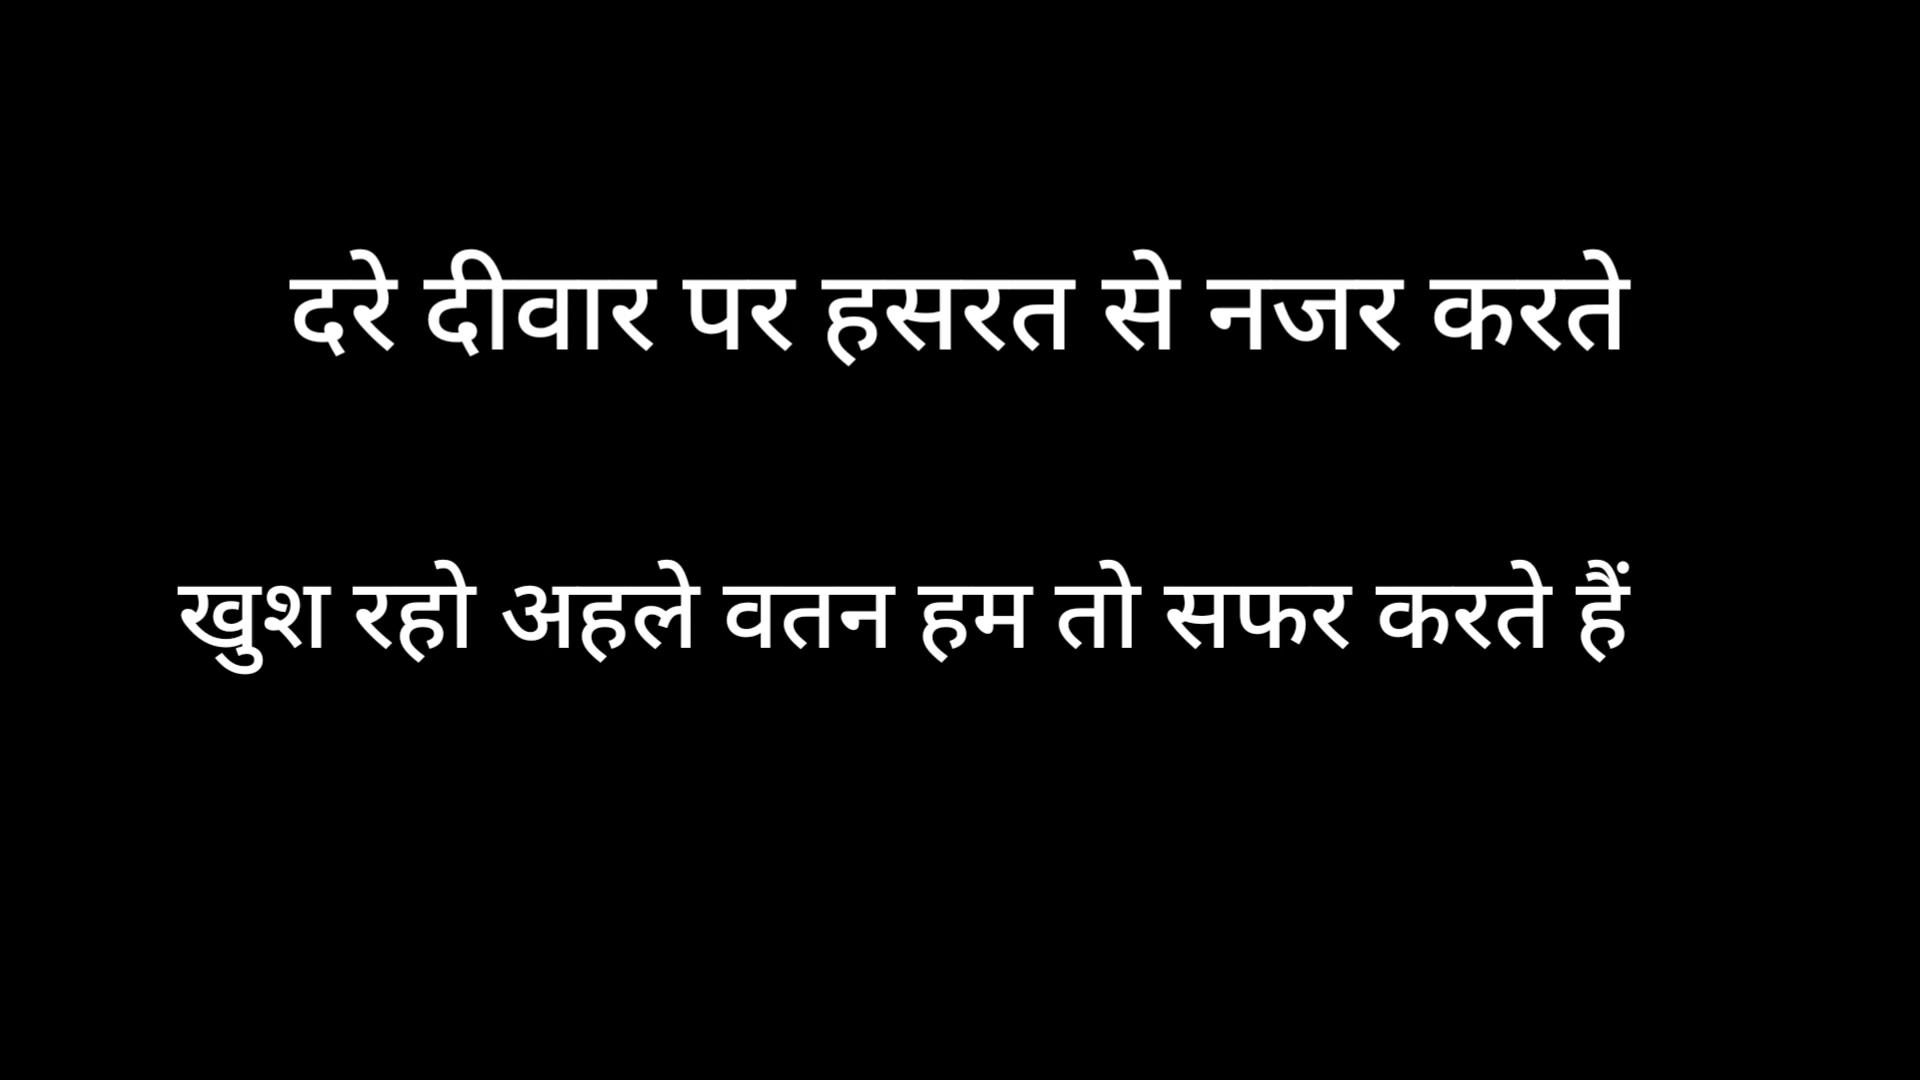 दरे दीवार पर हसरत से नजर करते
खुश रहो अहले वतन हम तो सफर करते हैं